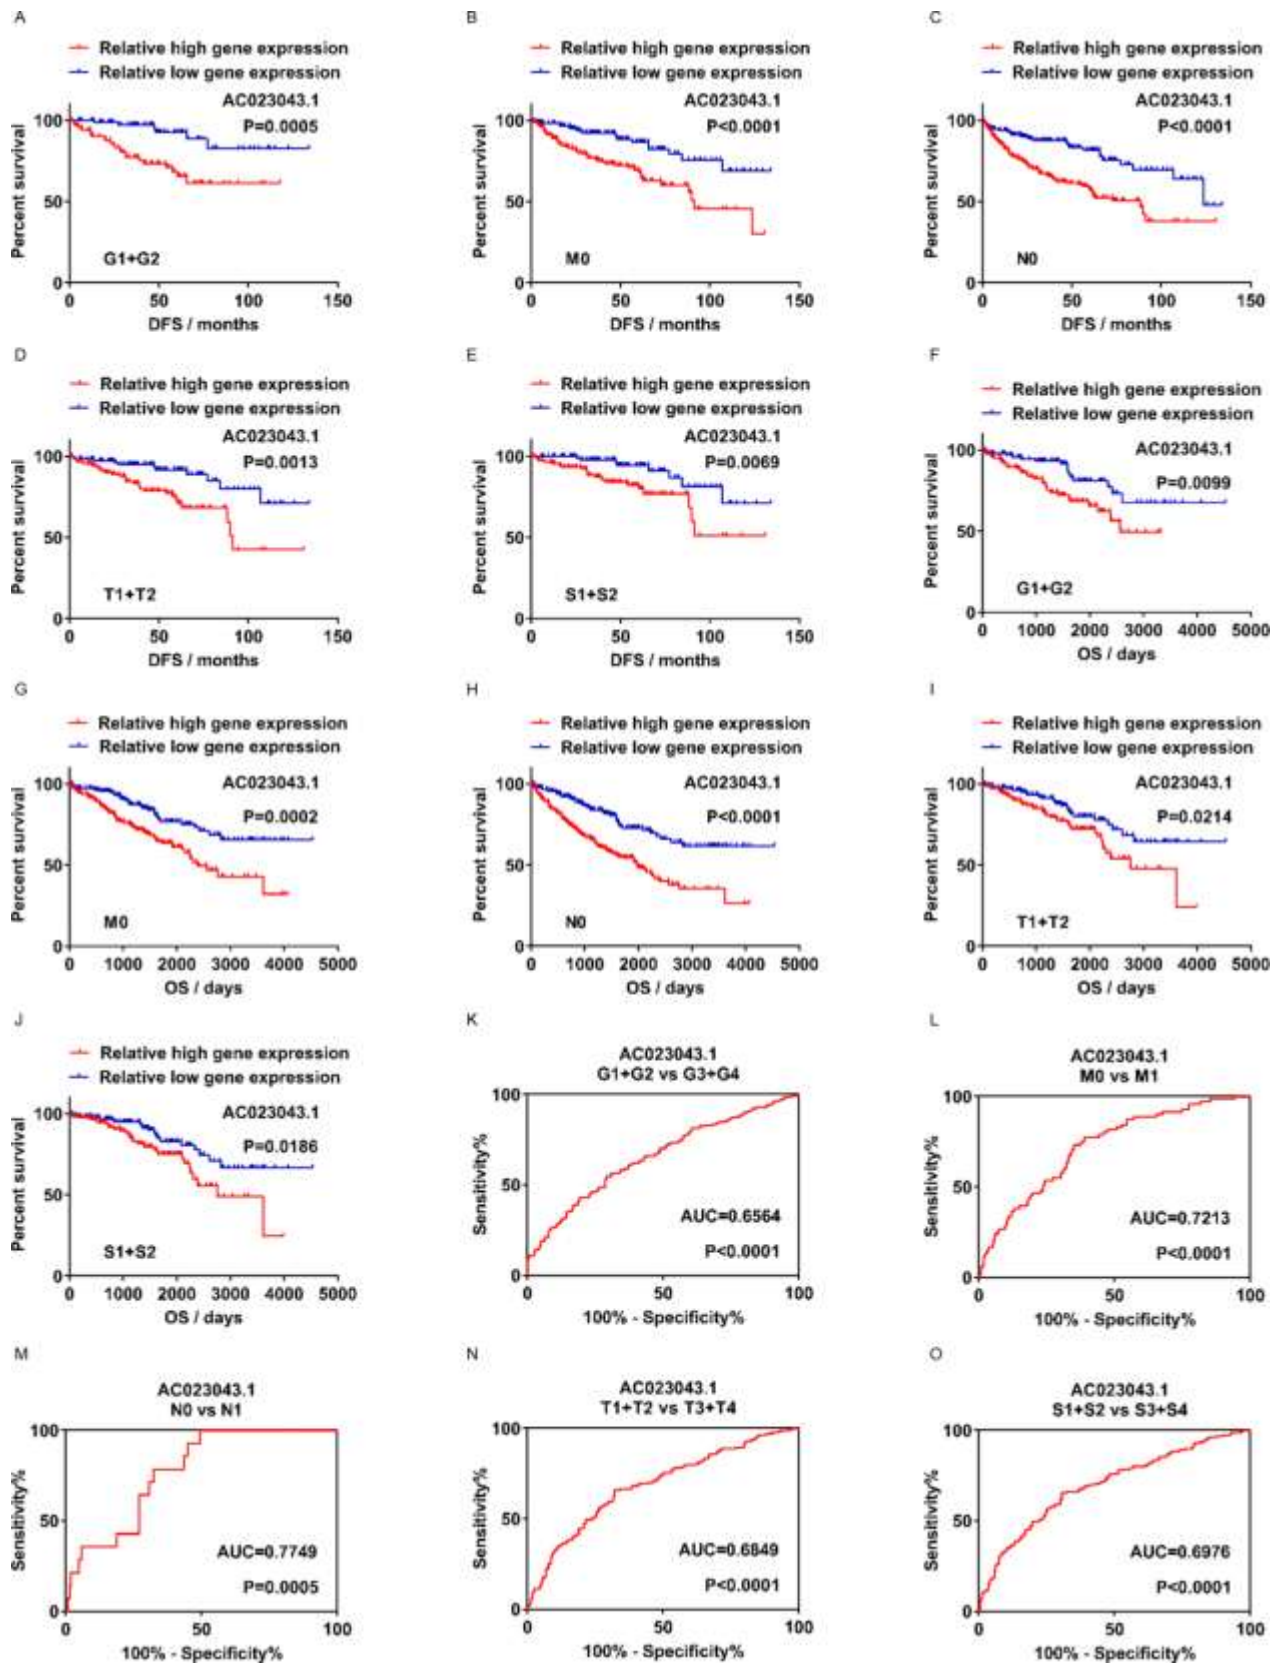 A
Relative high gene expression
Relative low gene expression
AC023043.1
P=0.0005
Percent survival
100
50
0
G1+G2
0 50 100 150
DFS / months
B
Relative high gene expression
Relative low gene expression
AC023043.1
P<0.0001
Percent survival
100
50
0
M0
0 50 100 150
DFS / months
C
Relative high gene expression
Relative low gene expression
AC023043.1
P<0.0001
Percent survival
100
50
0
N0
0 50 100 150
DFS / months
D
Relative high gene expression
Relative low gene expression
AC023043.1
P=0.0013
Percent survival
100
50
0
T1+T2
0 50 100 150
DFS / months
E
Relative high gene expression
Relative low gene expression
AC023043.1
P=0.0069
Percent survival
100
50
0
S1+S2
0 50 100 150
DFS / months
F
Relative high gene expression
Relative low gene expression
AC023043.1
P=0.0099
Percent survival
100
50
0
G1+G2
0 1000 2000 3000 4000 5000
OS / days
G
Relative high gene expression
Relative low gene expression
AC023043.1
P=0.0002
Percent survival
100
50
0
M0
0 1000 2000 3000 4000 5000
OS / days
H
Relative high gene expression
Relative low gene expression
AC023043.1
P<0.0001
Percent survival
100
50
0
N0
0 1000 2000 3000 4000 5000
OS / days
I
Relative high gene expression
Relative low gene expression
AC023043.1
P=0.0214
Percent survival
100
50
0
T1+T2
0 1000 2000 3000 4000 5000
OS / days
J
Relative high gene expression
Relative low gene expression
AC023043.1
P=0.0186
Percent survival
100
50
0
S1+S2
0 1000 2000 3000 4000 5000
OS / days
K
AC023043.1
G1+G2 vs G3+G4
Sensitivity%
100
50
0
AUC=0.6564
P<0.0001
0 50 100
100% - Specificity%
L
AC023043.1
M0 vs M1
Sensitivity%
100
50
0
AUC=0.7213
P<0.0001
0 50 100
100% - Specificity%
M
AC023043.1
N0 vs N1
Sensitivity%
100
50
0
AUC=0.7749
P=0.0005
0 50 100
100% - Specificity%
N
AC023043.1
T1+T2 vs T3+T4
Sensitivity%
100
50
0
AUC=0.6849
P<0.0001
0 50 100
100% - Specificity%
O
AC023043.1
S1+S2 vs S3+S4
Sensitivity%
100
50
0
AUC=0.6976
P<0.0001
0 50 100
100% - Specificity%